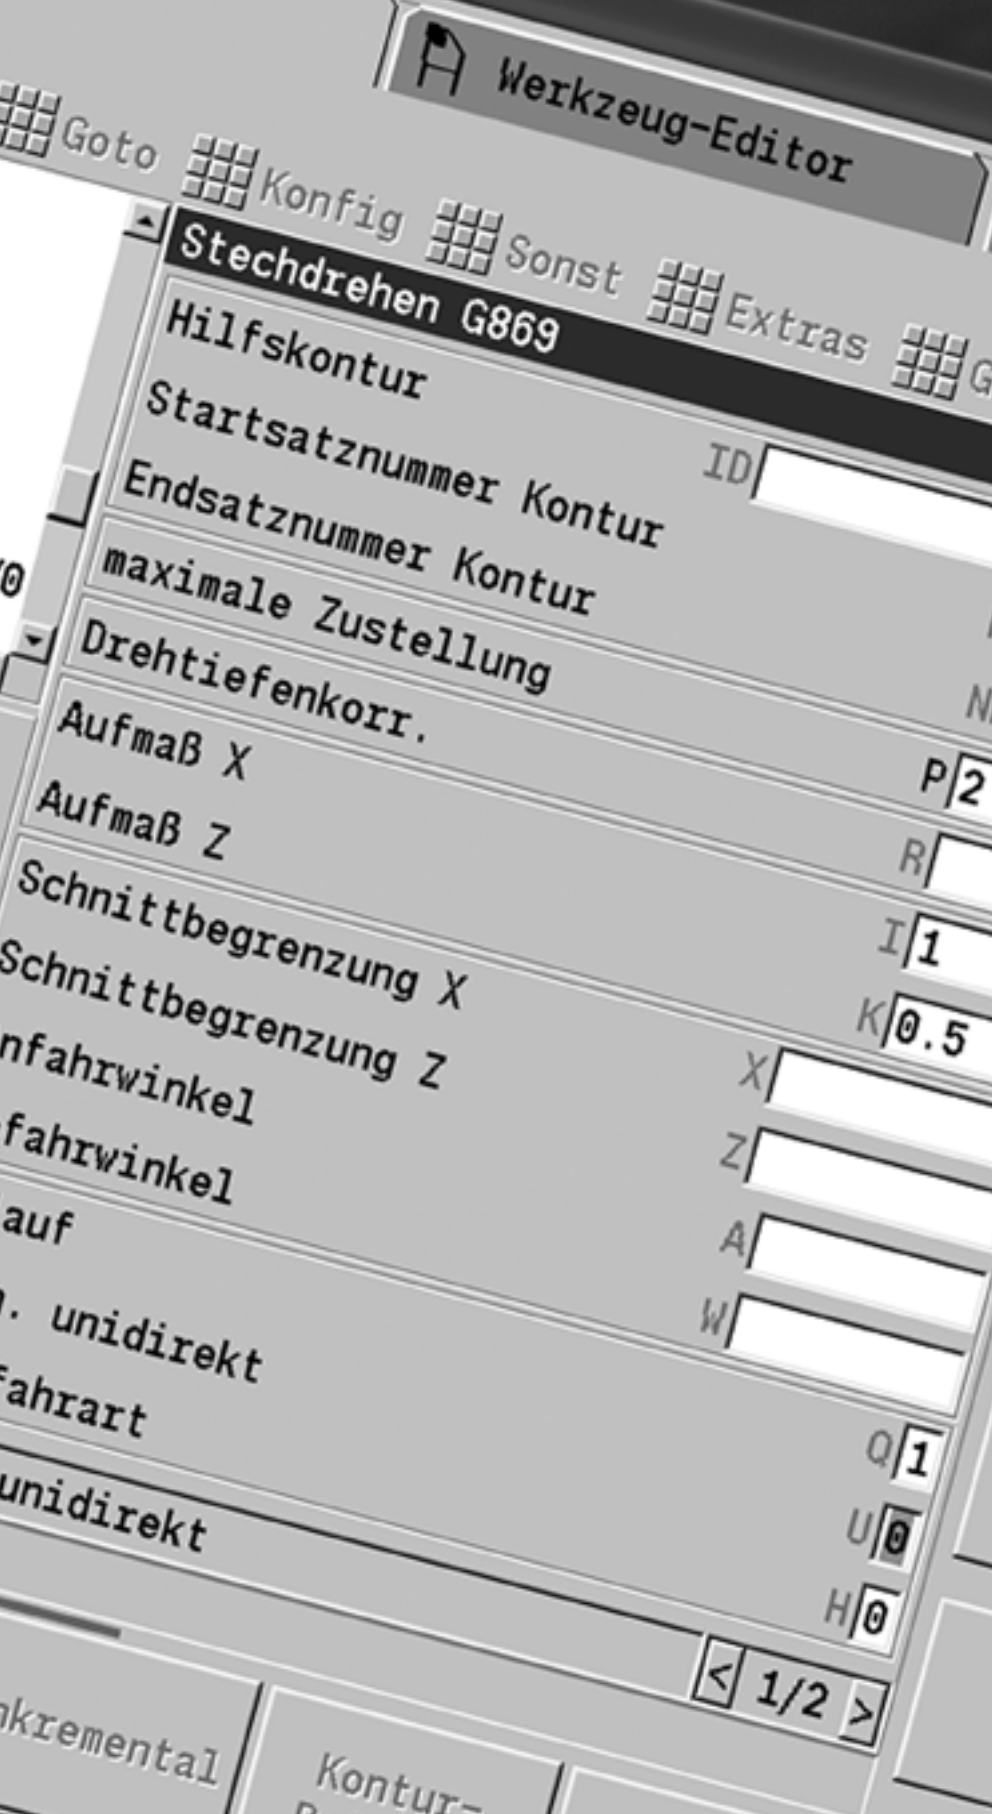 Werkzeug-Editor
Goto Konfig Sonst Extras G
Stechdrehen G869
Hilfskontur ID
Startsatznummer Kontur
Endsatznummer Kontur
maximale Zustellung P 2
Drehtiefenkorr. R
Aufmaß X I 1
Aufmaß Z K 0.5
Schnittbegrenzung X X
Schnittbegrenzung Z Z
nfahrwinkel A
fahrwinkel W
auf Q 1
. unidirekt U 0
fahrart H 0
unidirekt
< 1/2 >
nkremental
Kontur-